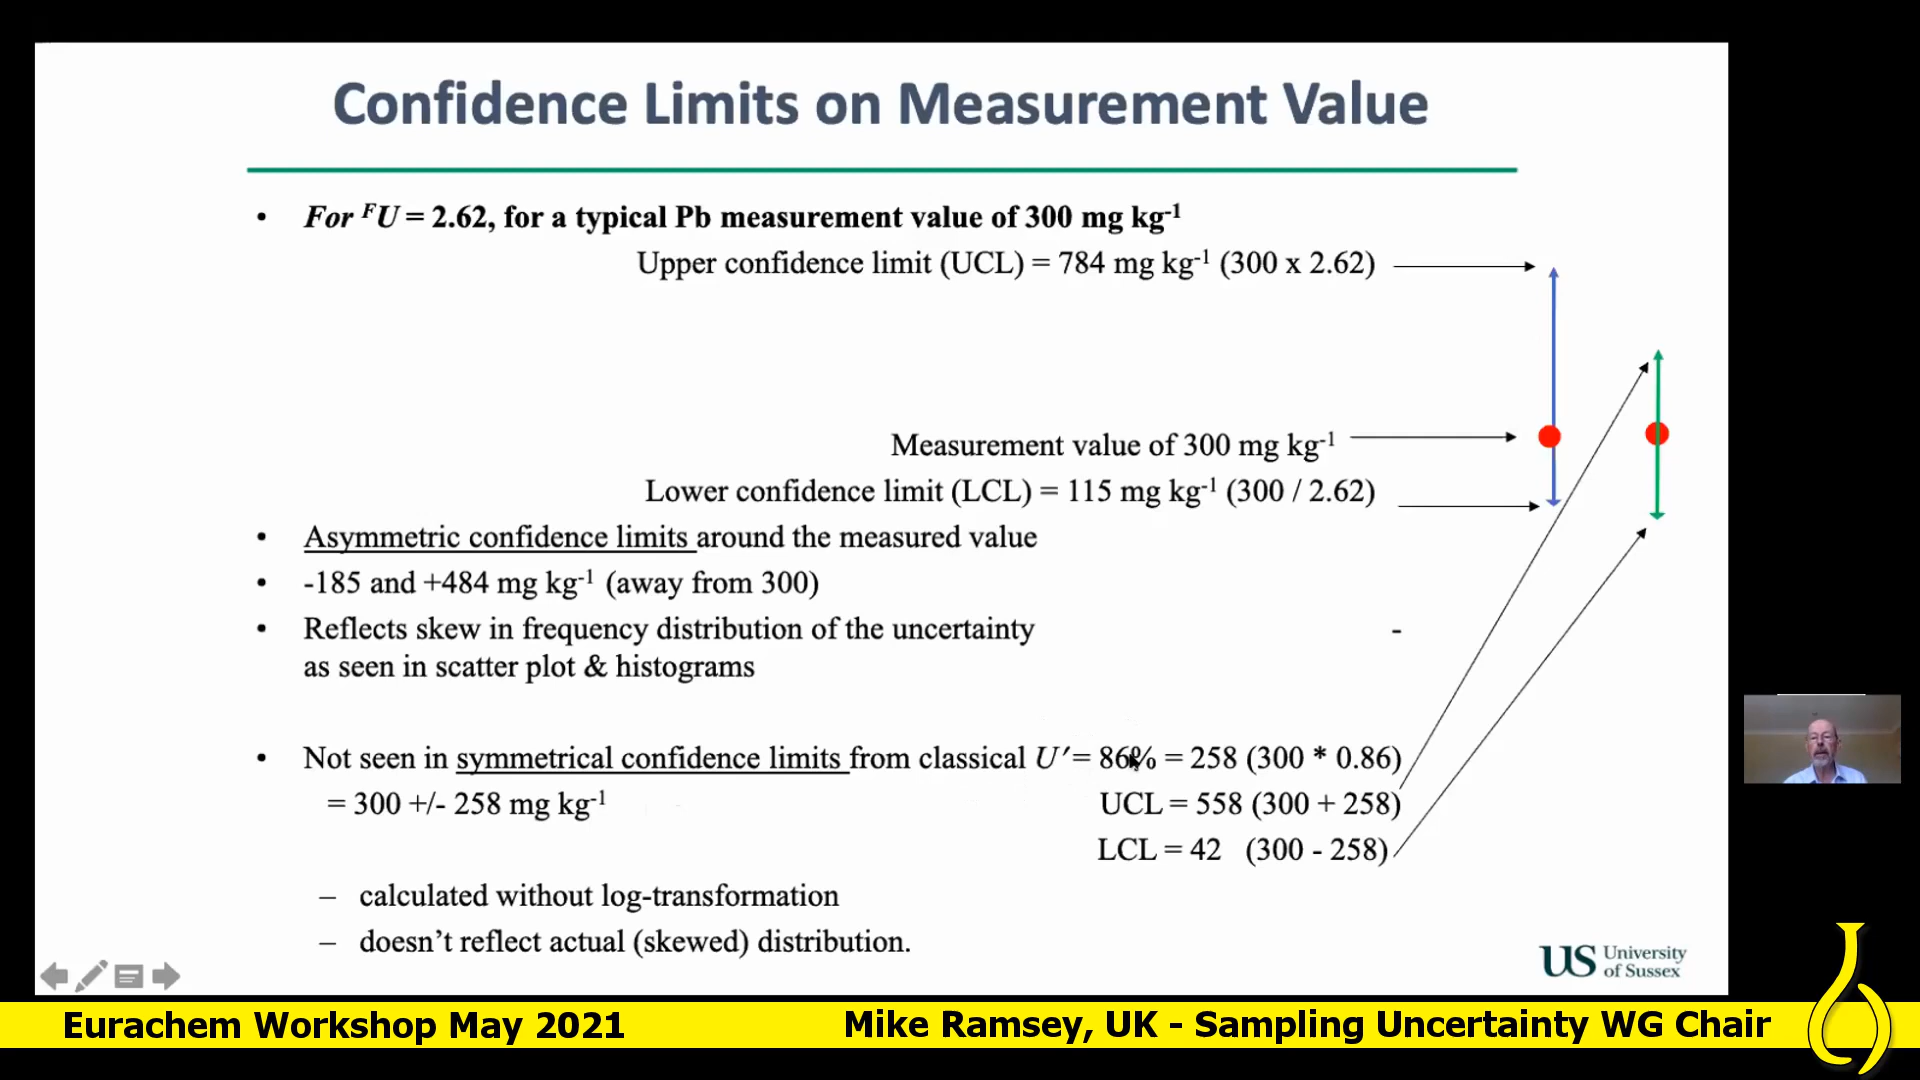 Confidence Limits on Measurement Value
• For ᶠU = 2.62, for a typical Pb measurement value of 300 mg kg⁻¹
Upper confidence limit (UCL) = 784 mg kg⁻¹ (300 x 2.62)
Measurement value of 300 mg kg⁻¹
Lower confidence limit (LCL) = 115 mg kg⁻¹ (300 / 2.62)
• Asymmetric confidence limits around the measured value
• -185 and +484 mg kg⁻¹ (away from 300)
• Reflects skew in frequency distribution of the uncertainty -
as seen in scatter plot & histograms
• Not seen in symmetrical confidence limits from classical U′= 86% = 258 (300 * 0.86)
= 300 +/- 258 mg kg⁻¹ UCL = 558 (300 + 258)
LCL = 42 (300 - 258)
– calculated without log-transformation
– doesn’t reflect actual (skewed) distribution.
US University
of Sussex
Eurachem Workshop May 2021 Mike Ramsey, UK - Sampling Uncertainty WG Chair